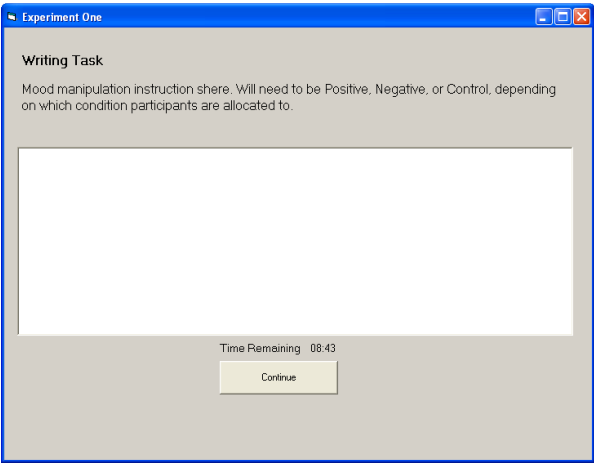 Experiment One
Writing Task
Mood manipulation instruction shere. Will need to be Positive, Negative, or Control, depending
on which condition participants are allocated to.
Time Remaining 08:43
Continue